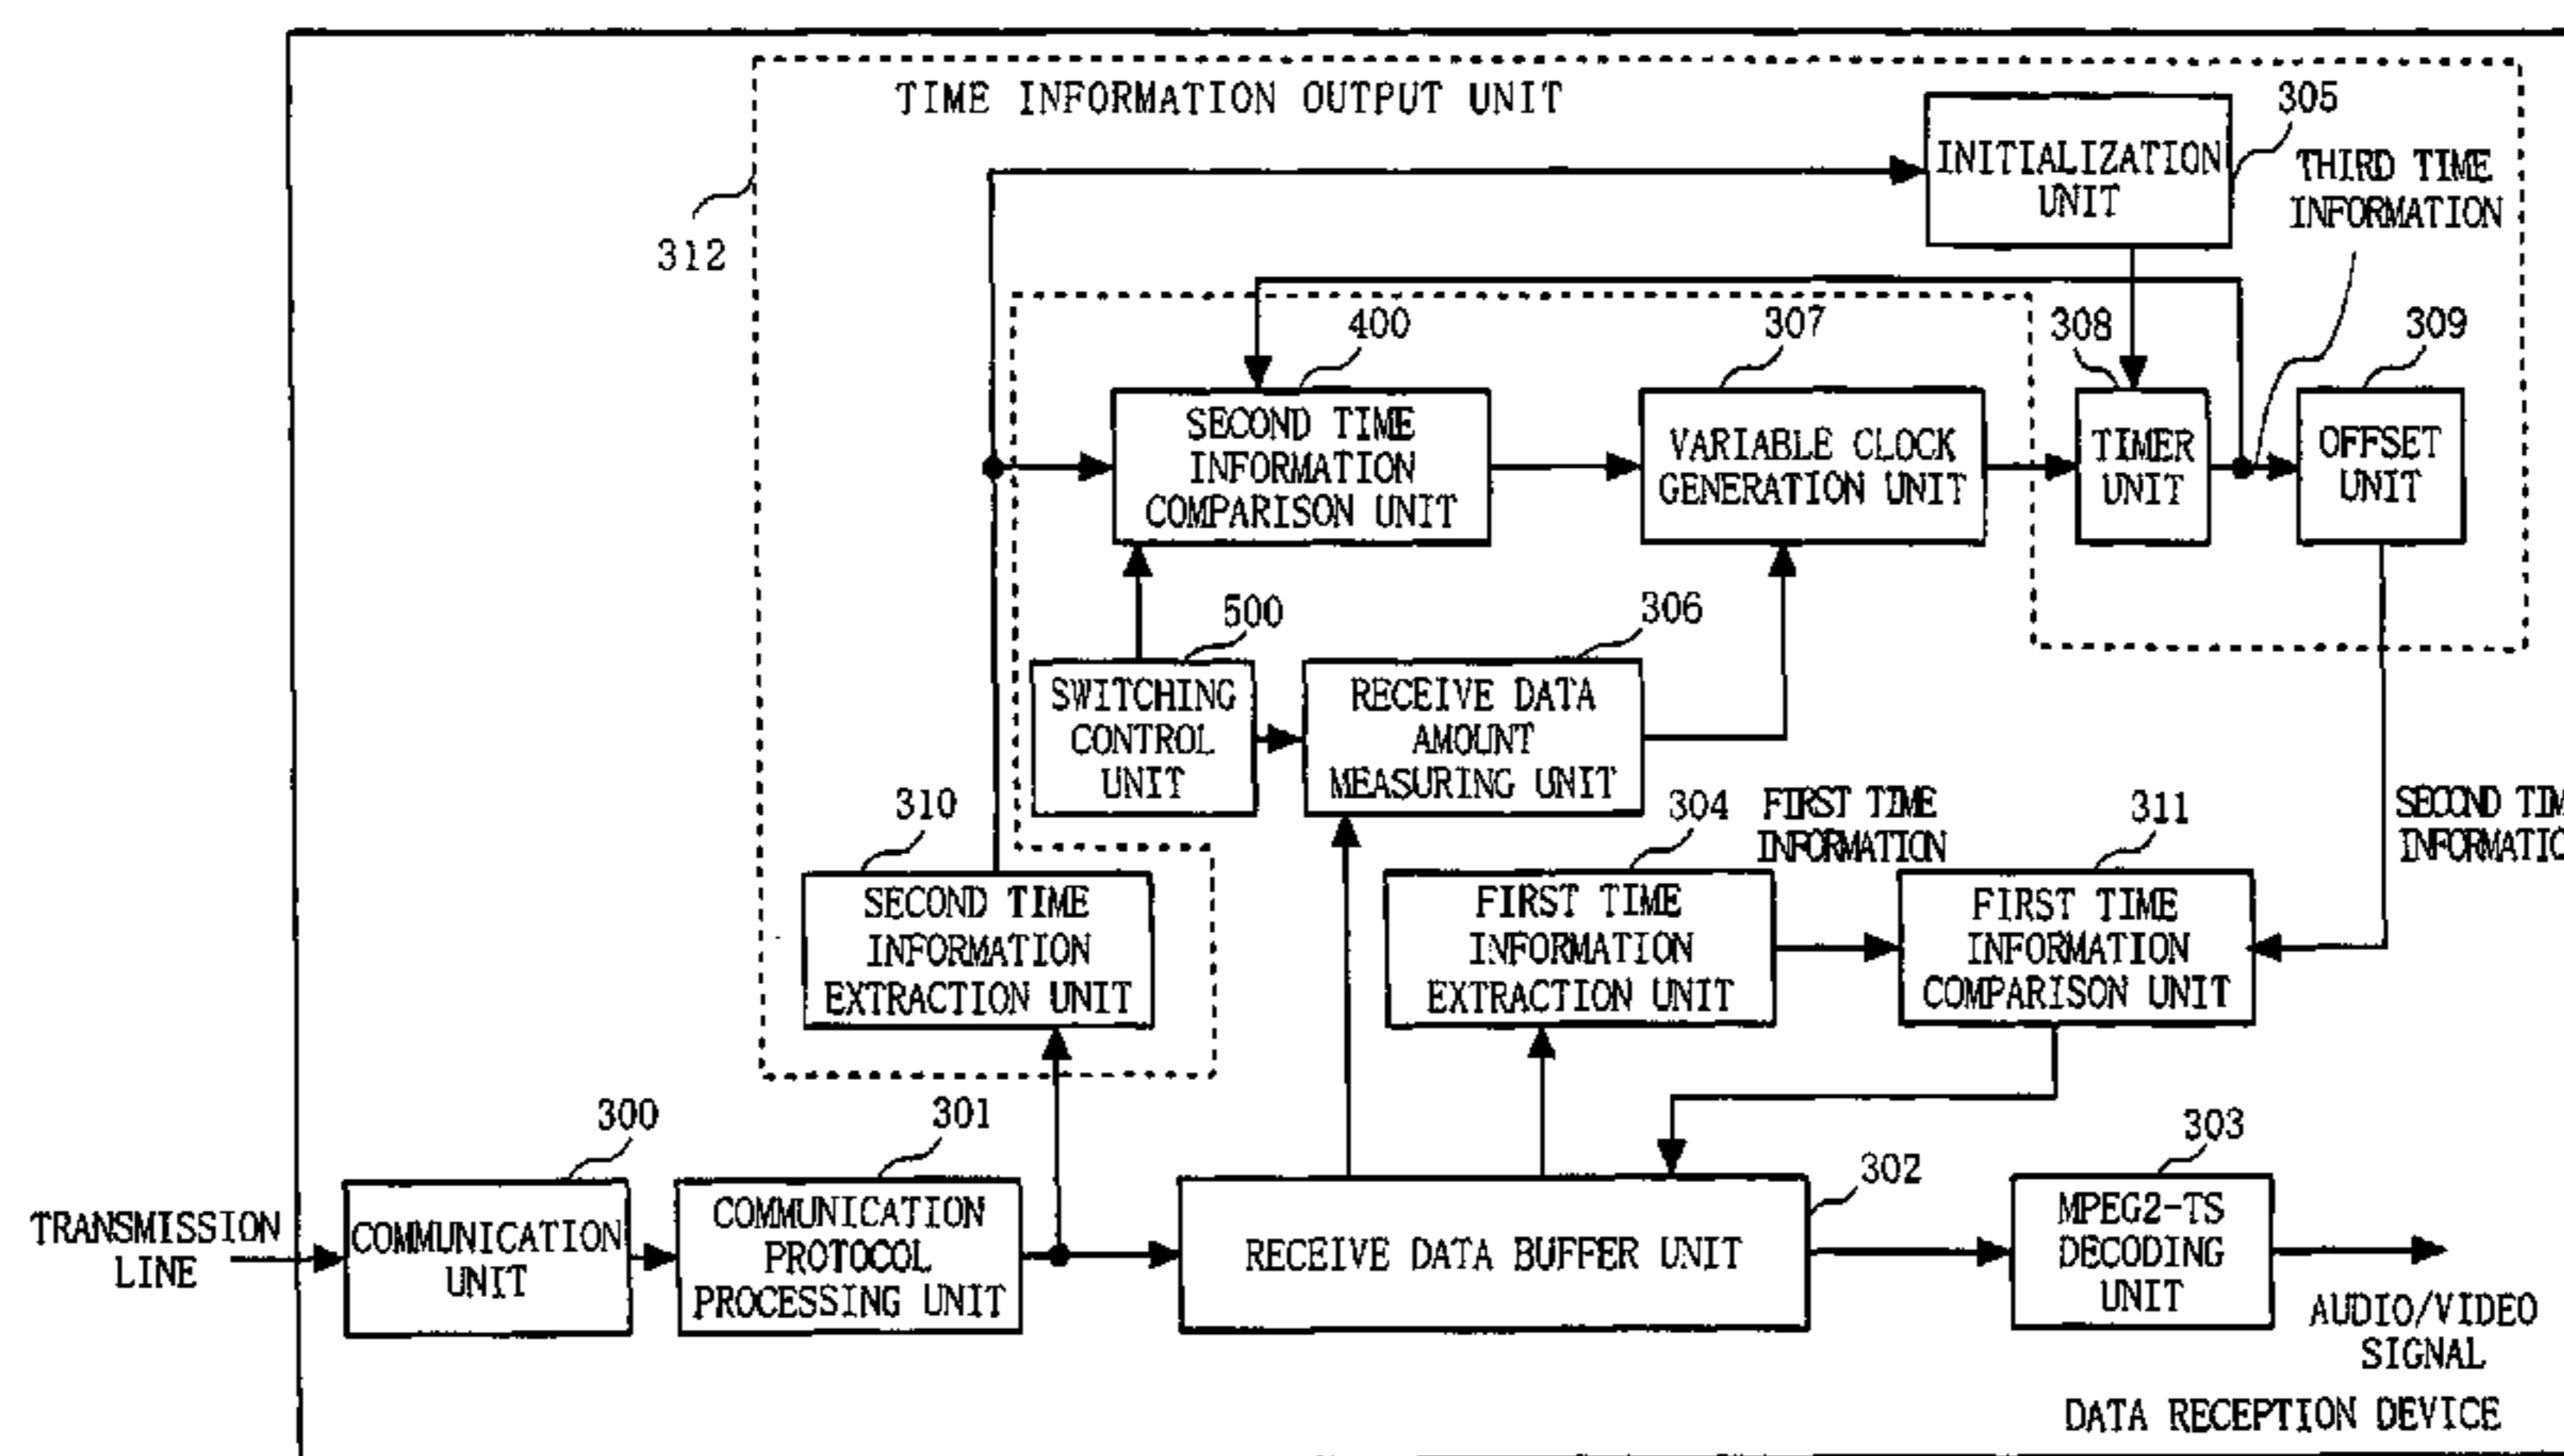 TIME INFORMATION OUTPUT UNIT
305
INITIALIZATION
UNIT
THIRD TIME
INFORMATION
312
400
307
308
309
SECOND TIME
INFORMATION
COMPARISON UNIT
VARIABLE CLOCK
GENERATION UNIT
TIMER
UNIT
OFFSET
UNIT
500
306
SWITCHING
CONTROL
UNIT
RECEIVE DATA
AMOUNT
MEASURING UNIT
310
304
FIRST TIME
INFORMATION
311
SECOND
SECOND TIME
INFORMATION
EXTRACTION UNIT
FIRST TIME
INFORMATION
EXTRACTION UNIT
FIRST TIME
INFORMATION
COMPARISON UNIT
300
301
302
303
TRANSMISSION
LINE
COMMUNICATION
UNIT
COMMUNICATION
PROTOCOL
PROCESSING UNIT
RECEIVE DATA BUFFER UNIT
MPEG2-TS
DECODING
UNIT
AUDIO/VIDEO
SIGNAL
DATA RECEPTION DEVICE